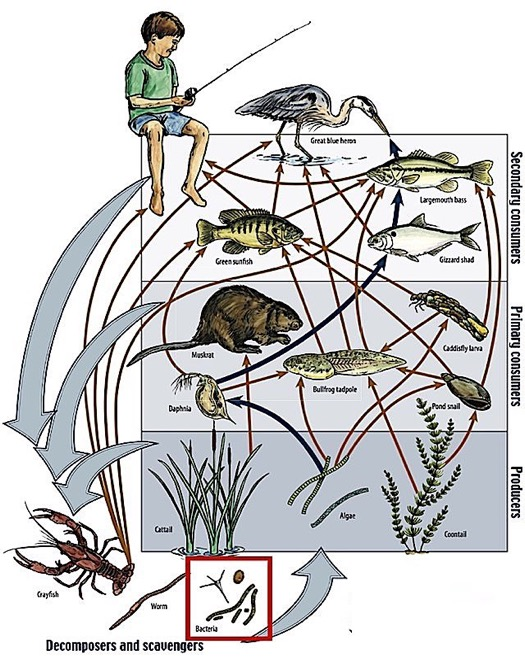 Great blue heron
Largemouth bass
Green sunfish
Gizzard shad
Secondery consumers
Muskrat
Caddisfly larva
Bullfrog tadpole
Daphnia
Pond snail
Primary consumers
Cattail
Algae
Coontail
Producers
Crayfish
Worm
Bacteria
Decomposers and scavengers